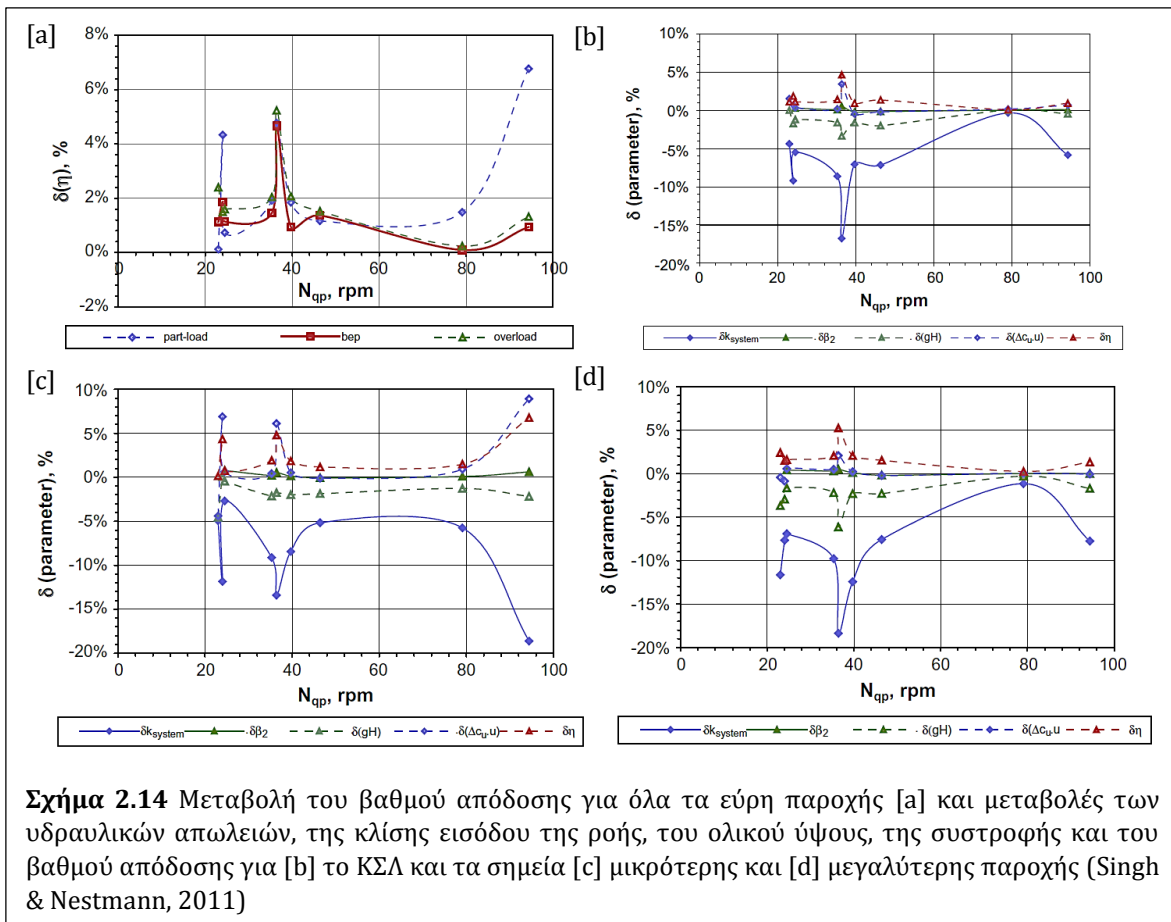 [a]
8%
6%
4%
2%
0%
-2%
δ(η), %
0
20
40
60
80
100
N_qp, rpm
part-load
bep
overload
[b]
10%
5%
0%
-5%
-10%
-15%
-20%
δ (parameter), %
0
20
40
60
80
100
N_qp, rpm
δk_system
δβ_2
δ(gH)
δ(Δc_u.u)
δη
[c]
10%
5%
0%
-5%
-10%
-15%
-20%
δ (parameter), %
0
20
40
60
80
100
N_qp, rpm
δk_system
δβ_2
δ(gH)
δ(Δc_u.u)
δη
[d]
10%
5%
0%
-5%
-10%
-15%
-20%
δ (parameter), %
0
20
40
60
80
100
N_qp, rpm
δk_system
δβ_2
δ(gH)
δ(Δc_u.u
δη
Σχήμα 2.14 Μεταβολή του βαθμού απόδοσης για όλα τα εύρη παροχής [a] και μεταβολές των
υδραυλικών απωλειών, της κλίσης εισόδου της ροής, του ολικού ύψους, της συστροφής και του
βαθμού απόδοσης για [b] το ΚΣΛ και τα σημεία [c] μικρότερης και [d] μεγαλύτερης παροχής (Singh
& Nestmann, 2011)